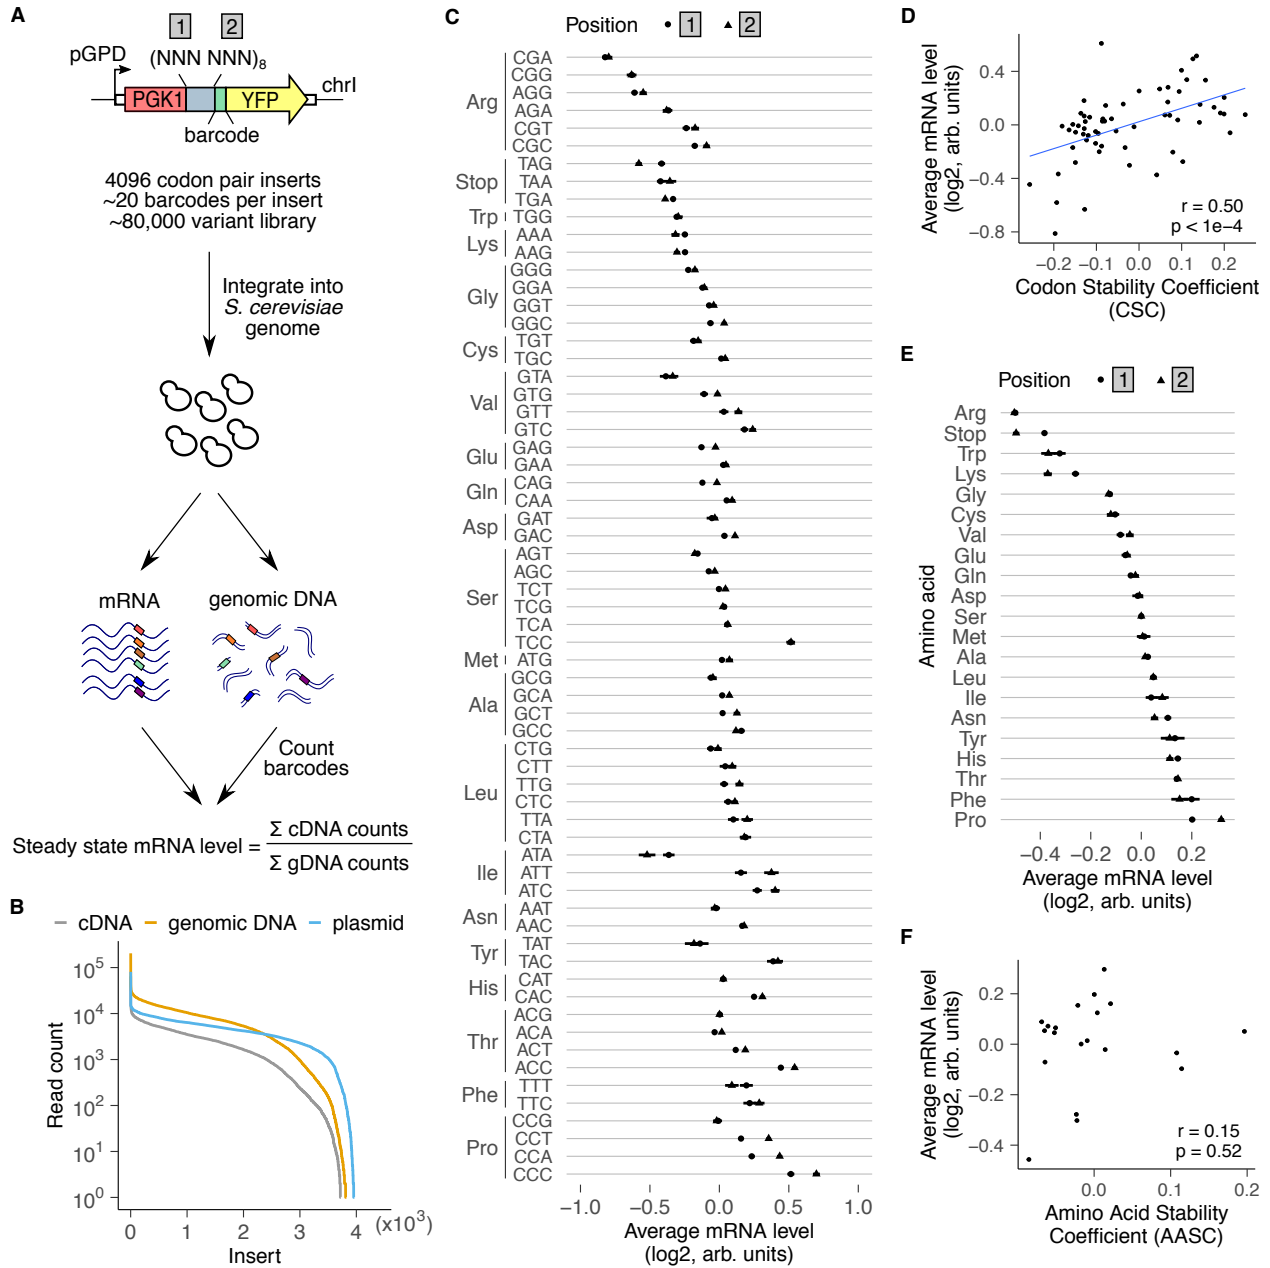 A
1 2
pGPD (NNN NNN)8
chrI
PGK1 YFP
barcode
4096 codon pair inserts
~20 barcodes per insert
~80,000 variant library
Integrate into
S. cerevisiae
genome
mRNA genomic DNA
Count
barcodes
Steady state mRNA level = Σ cDNA counts
Σ gDNA counts
B
cDNA genomic DNA plasmid
Read count
10^5
10^4
10^3
10^2
10^1
10^0
0 1 2 3 4 (x10^3)
Insert
C
Position 1 2
Arg
CGA
CGG
AGG
AGA
CGT
CGC
Stop
TAG
TAA
TGA
Trp
TGG
Lys
AAA
AAG
Gly
GGG
GGA
GGT
GGC
Cys
TGT
TGC
Val
GTA
GTG
GTT
GTC
Glu
GAG
GAA
Gln
CAG
CAA
Asp
GAT
GAC
Ser
AGT
AGC
TCT
TCG
TCA
TCC
Met
ATG
Ala
GCG
GCA
GCT
GCC
Leu
CTG
CTT
TTG
CTC
TTA
CTA
Ile
ATA
ATT
ATC
Asn
AAT
AAC
Tyr
TAT
TAC
His
CAT
CAC
Thr
ACG
ACA
ACT
ACC
Phe
TTT
TTC
Pro
CCG
CCT
CCA
CCC
−1.0 −0.5 0.0 0.5 1.0
Average mRNA level
(log2, arb. units)
D
Average mRNA level
(log2, arb. units)
0.4
0.0
−0.4
−0.8
r = 0.50
p < 1e−4
−0.2 −0.1 0.0 0.1 0.2
Codon Stability Coefficient
(CSC)
E
Position 1 2
Amino acid
Arg
Stop
Trp
Lys
Gly
Cys
Val
Glu
Gln
Asp
Ser
Met
Ala
Leu
Ile
Asn
Tyr
His
Thr
Phe
Pro
−0.4 −0.2 0.0 0.2
Average mRNA level
(log2, arb. units)
F
Average mRNA level
(log2, arb. units)
0.2
0.0
−0.2
−0.4
r = 0.15
p = 0.52
0.0 0.1 0.2
Amino Acid Stability
Coefficient (AASC)